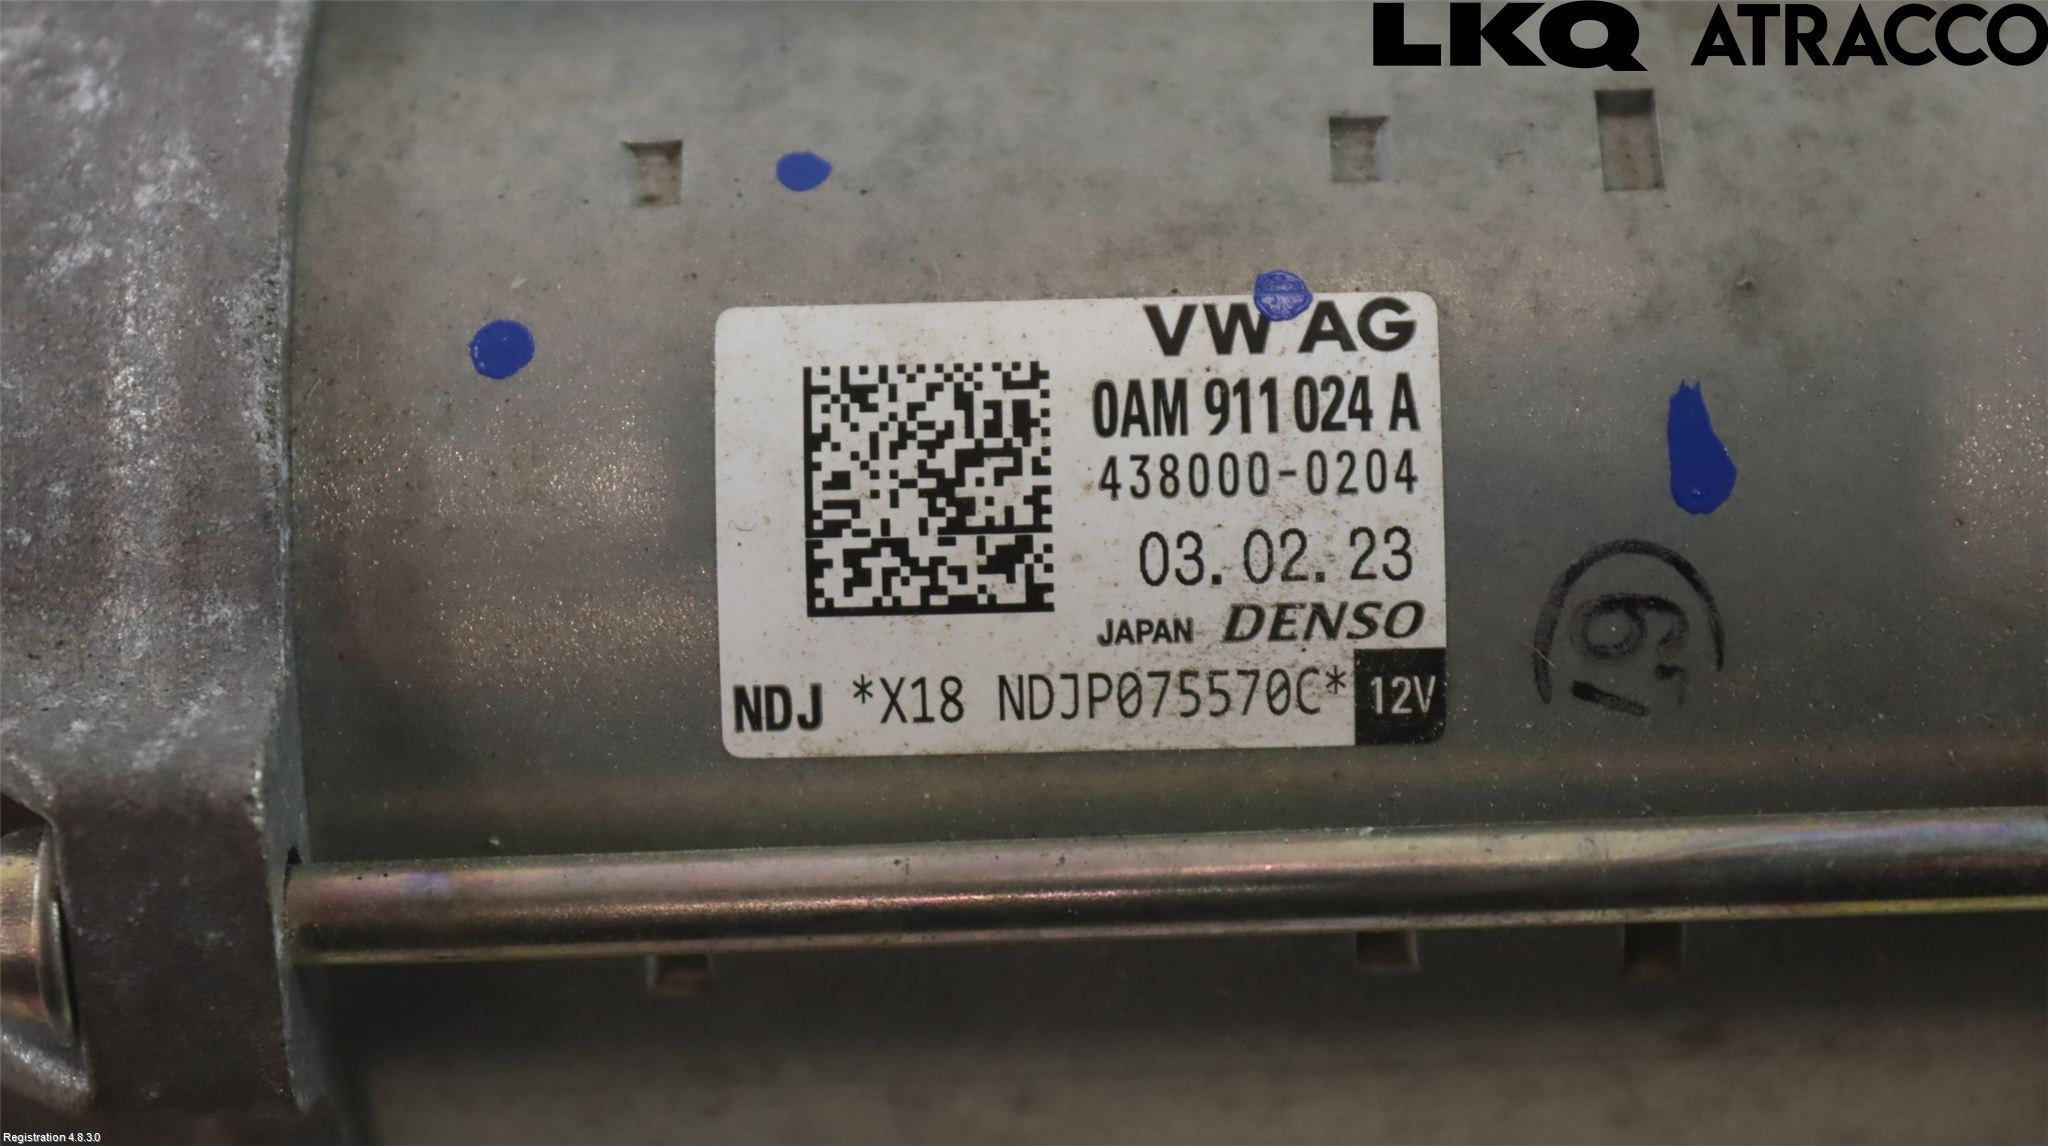 LKQ ATRACCO
VW AG
0AM 911 024 A
438000-0204
03.02.23
JAPAN DENSO
NDJ *X18 NDJP075570C* 12V
Registration 4.8.3.0